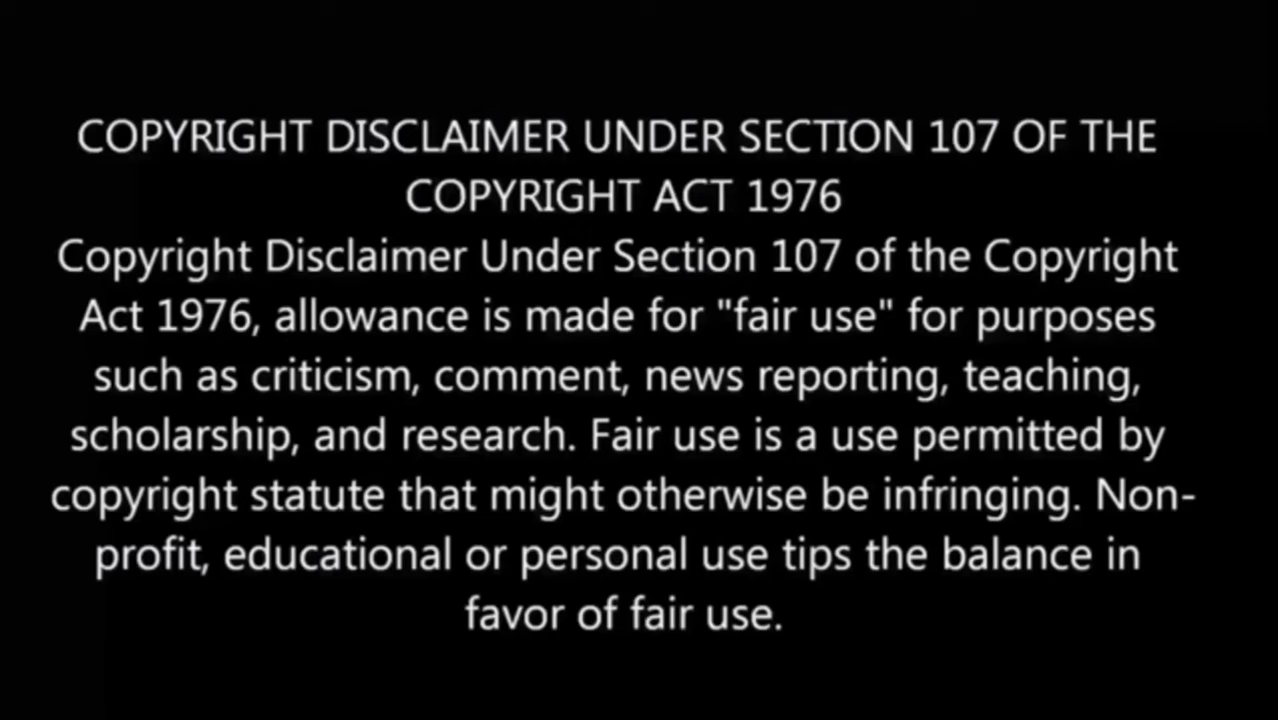 COPYRIGHT DISCLAIMER UNDER SECTION 107 OF THE
COPYRIGHT ACT 1976
Copyright Disclaimer Under Section 107 of the Copyright
Act 1976, allowance is made for "fair use" for purposes
such as criticism, comment, news reporting, teaching,
scholarship, and research. Fair use is a use permitted by
copyright statute that might otherwise be infringing. Non-
profit, educational or personal use tips the balance in
favor of fair use.